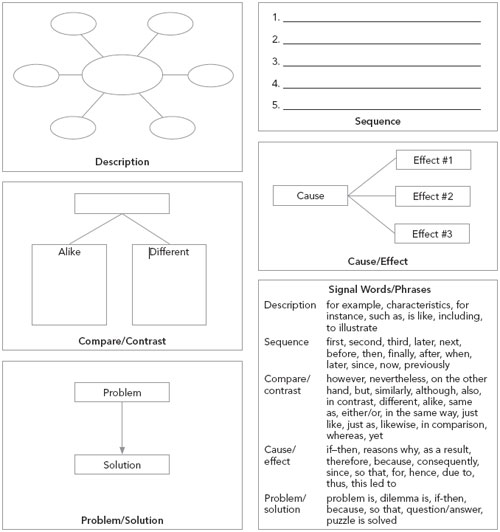 Description
1.
2.
3.
4.
5.
Sequence
Alike
Different
Compare/Contrast
Cause
Effect #1
Effect #2
Effect #3
Cause/Effect
Problem
Solution
Problem/Solution
Signal Words/Phrases
Description for example, characteristics, for
instance, such as, is like, including,
to illustrate
Sequence first, second, third, later, next,
before, then, finally, after, when,
later, since, now, previously
Compare/ however, nevertheless, on the other
contrast hand, but, similarly, although, also,
in contrast, different, alike, same
as, either/or, in the same way, just
like, just as, likewise, in comparison,
whereas, yet
Cause/ if–then, reasons why, as a result,
effect therefore, because, consequently,
since, so that, for, hence, due to,
thus, this led to
Problem/ problem is, dilemma is, if-then,
solution because, so that, question/answer,
puzzle is solved